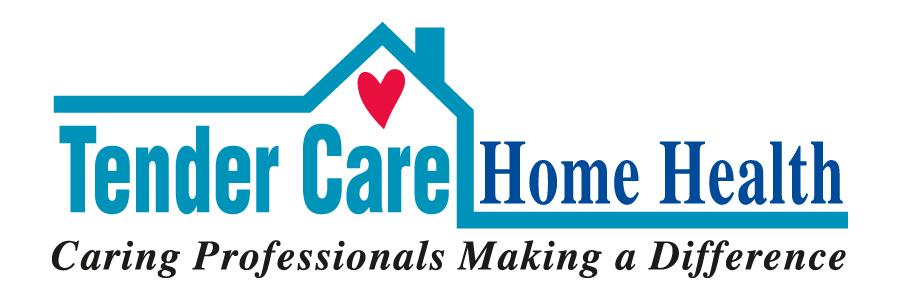 Tender Care Home Health
Caring Professionals Making a Difference